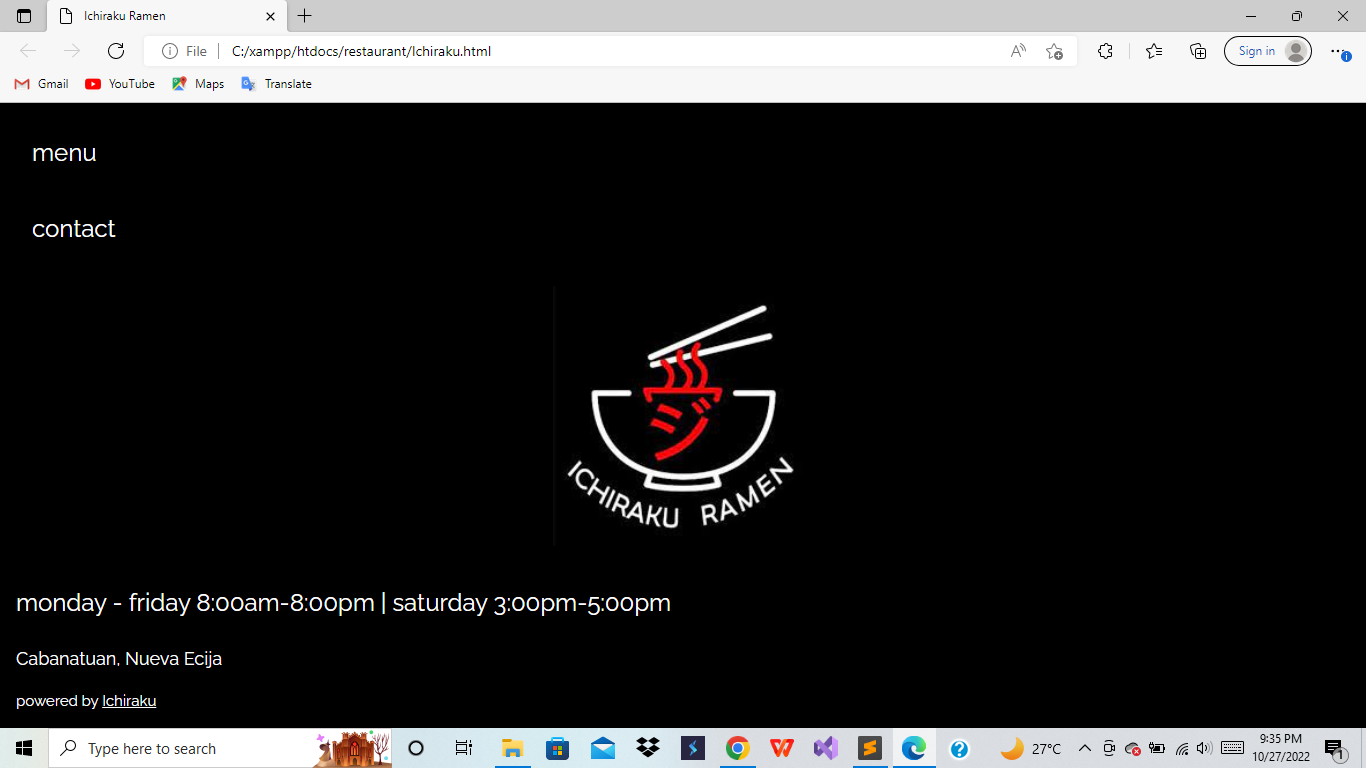 Ichiraku Ramen
File
C:/xampp/htdocs/restaurant/Ichiraku.html
Sign in
Gmail
YouTube
Maps
Translate
menu
contact
ジ
ICHIRAKU RAMEN
monday - friday 8:00am-8:00pm | saturday 3:00pm-5:00pm
Cabanatuan, Nueva Ecija
powered by Ichiraku
Type here to search
27°C
9:35 PM
10/27/2022
1